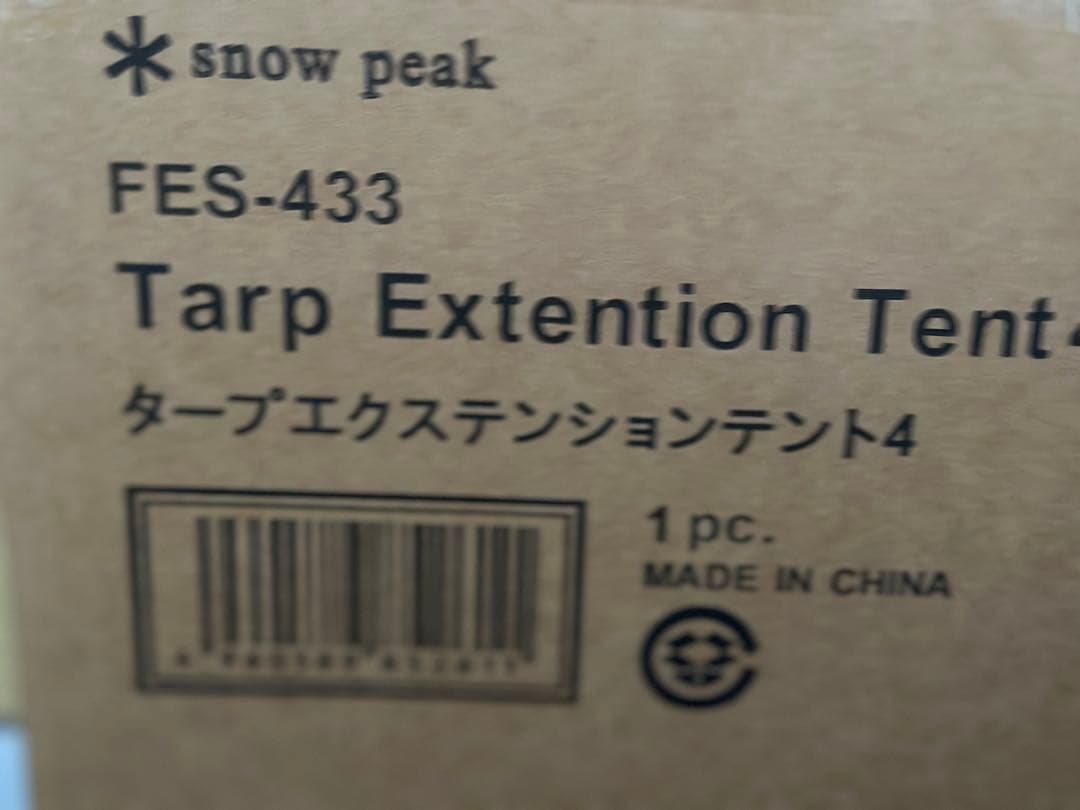 snow peak
FES-433
Tarp Extention Tent
タープエクステンションテント4
1 pc.
MADE IN CHINA